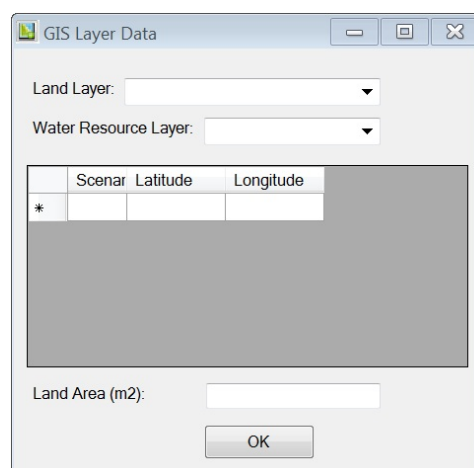 GIS Layer Data
Land Layer:
Water Resource Layer:
Scenar Latitude Longitude
*
Land Area (m2):
OK